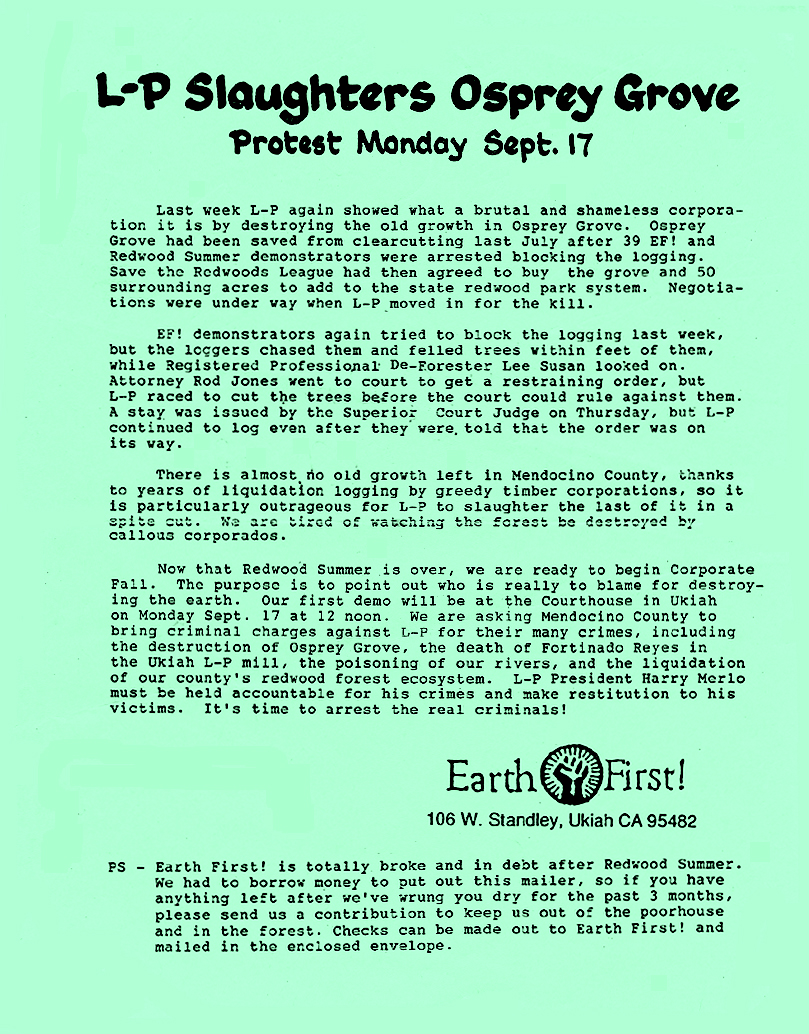 L-P Slaughters Osprey Grove
Protest Monday Sept. 17
Last week L-P again showed what a brutal and shameless corpora-
tion it is by destroying the old growth in Osprey Grove. Osprey
Grove had been saved from clearcutting last July after 39 EF! and
Redwood Summer demonstrators were arrested blocking the logging.
Save the Redwoods League had then agreed to buy the grove and 50
surrounding acres to add to the state redwood park system. Negotia-
tions were under way when L-P moved in for the kill.
EF! demonstrators again tried to block the logging last week,
but the loggers chased them and felled trees within feet of them,
while Registered Professional De-Forester Lee Susan looked on.
Attorney Rod Jones went to court to get a restraining order, but
L-P raced to cut the trees before the court could rule against them.
A stay was issued by the Superior Court Judge on Thursday, but L-P
continued to log even after they were told that the order was on
its way.
There is almost no old growth left in Mendocino County, thanks
to years of liquidation logging by greedy timber corporations, so it
is particularly outrageous for L-P to slaughter the last of it in a
spite cut. We are tired of watching the forest be destroyed by
callous corporados.
Now that Redwood Summer is over, we are ready to begin Corporate
Fall. The purpose is to point out who is really to blame for destroy-
ing the earth. Our first demo will be at the Courthouse in Ukiah
on Monday Sept. 17 at 12 noon. We are asking Mendocino County to
bring criminal charges against L-P for their many crimes, including
the destruction of Osprey Grove, the death of Fortinado Reyes in
the Ukiah L-P mill, the poisoning of our rivers, and the liquidation
of our county's redwood forest ecosystem. L-P President Harry Merlo
must be held accountable for his crimes and make restitution to his
victims. It's time to arrest the real criminals!
Earth First!
106 W. Standley, Ukiah CA 95482
PS - Earth First! is totally broke and in debt after Redwood Summer.
We had to borrow money to put out this mailer, so if you have
anything left after we've wrung you dry for the past 3 months,
please send us a contribution to keep us out of the poorhouse
and in the forest. Checks can be made out to Earth First! and
mailed in the enclosed envelope.